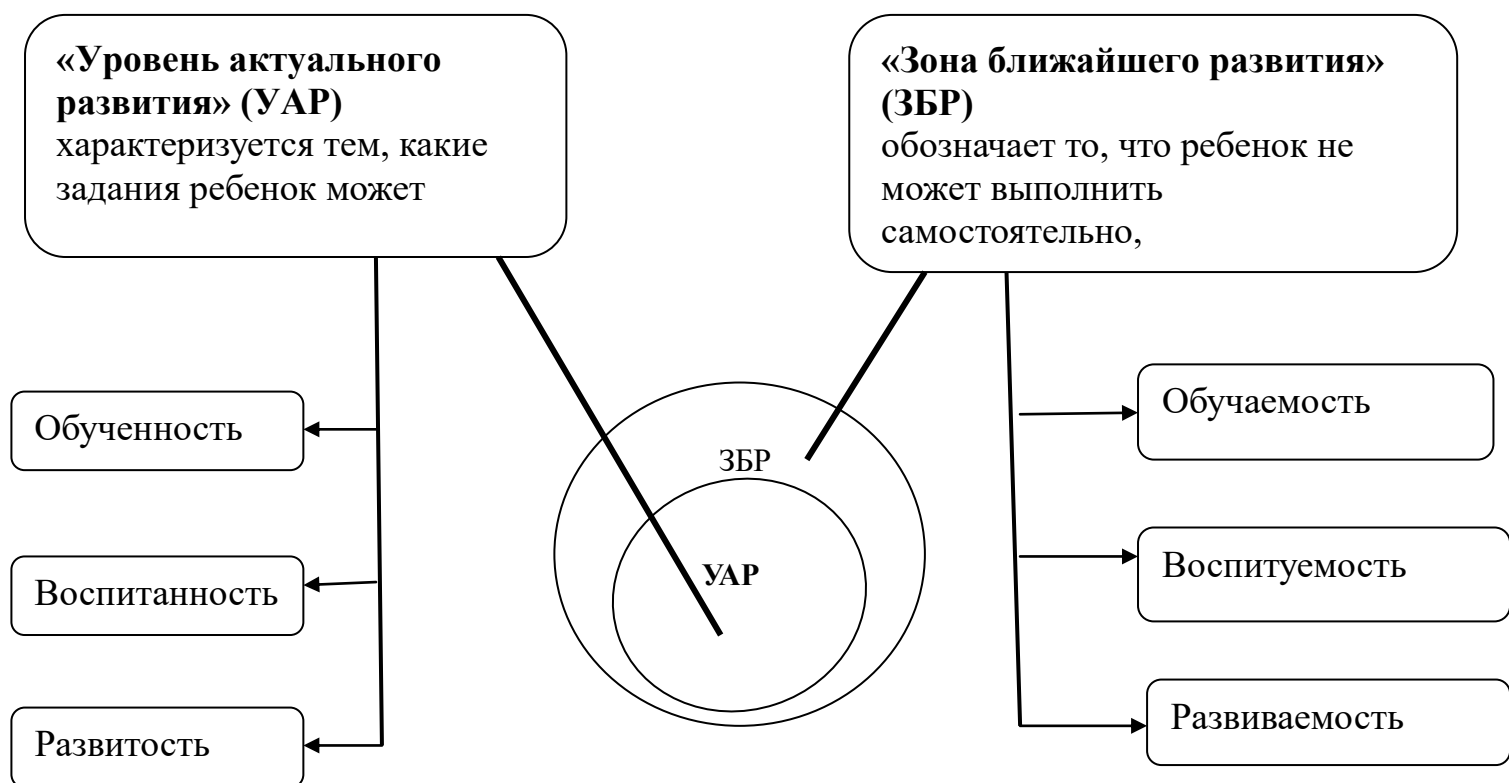 «Уровень актуального
развития» (УАР)
характеризуется тем, какие
задания ребенок может
«Зона ближайшего развития»
(ЗБР)
обозначает то, что ребенок не
может выполнить
самостоятельно,
Обученность
Воспитанность
Развитость
ЗБР
УАР
Обучаемость
Воспитуемость
Развиваемость